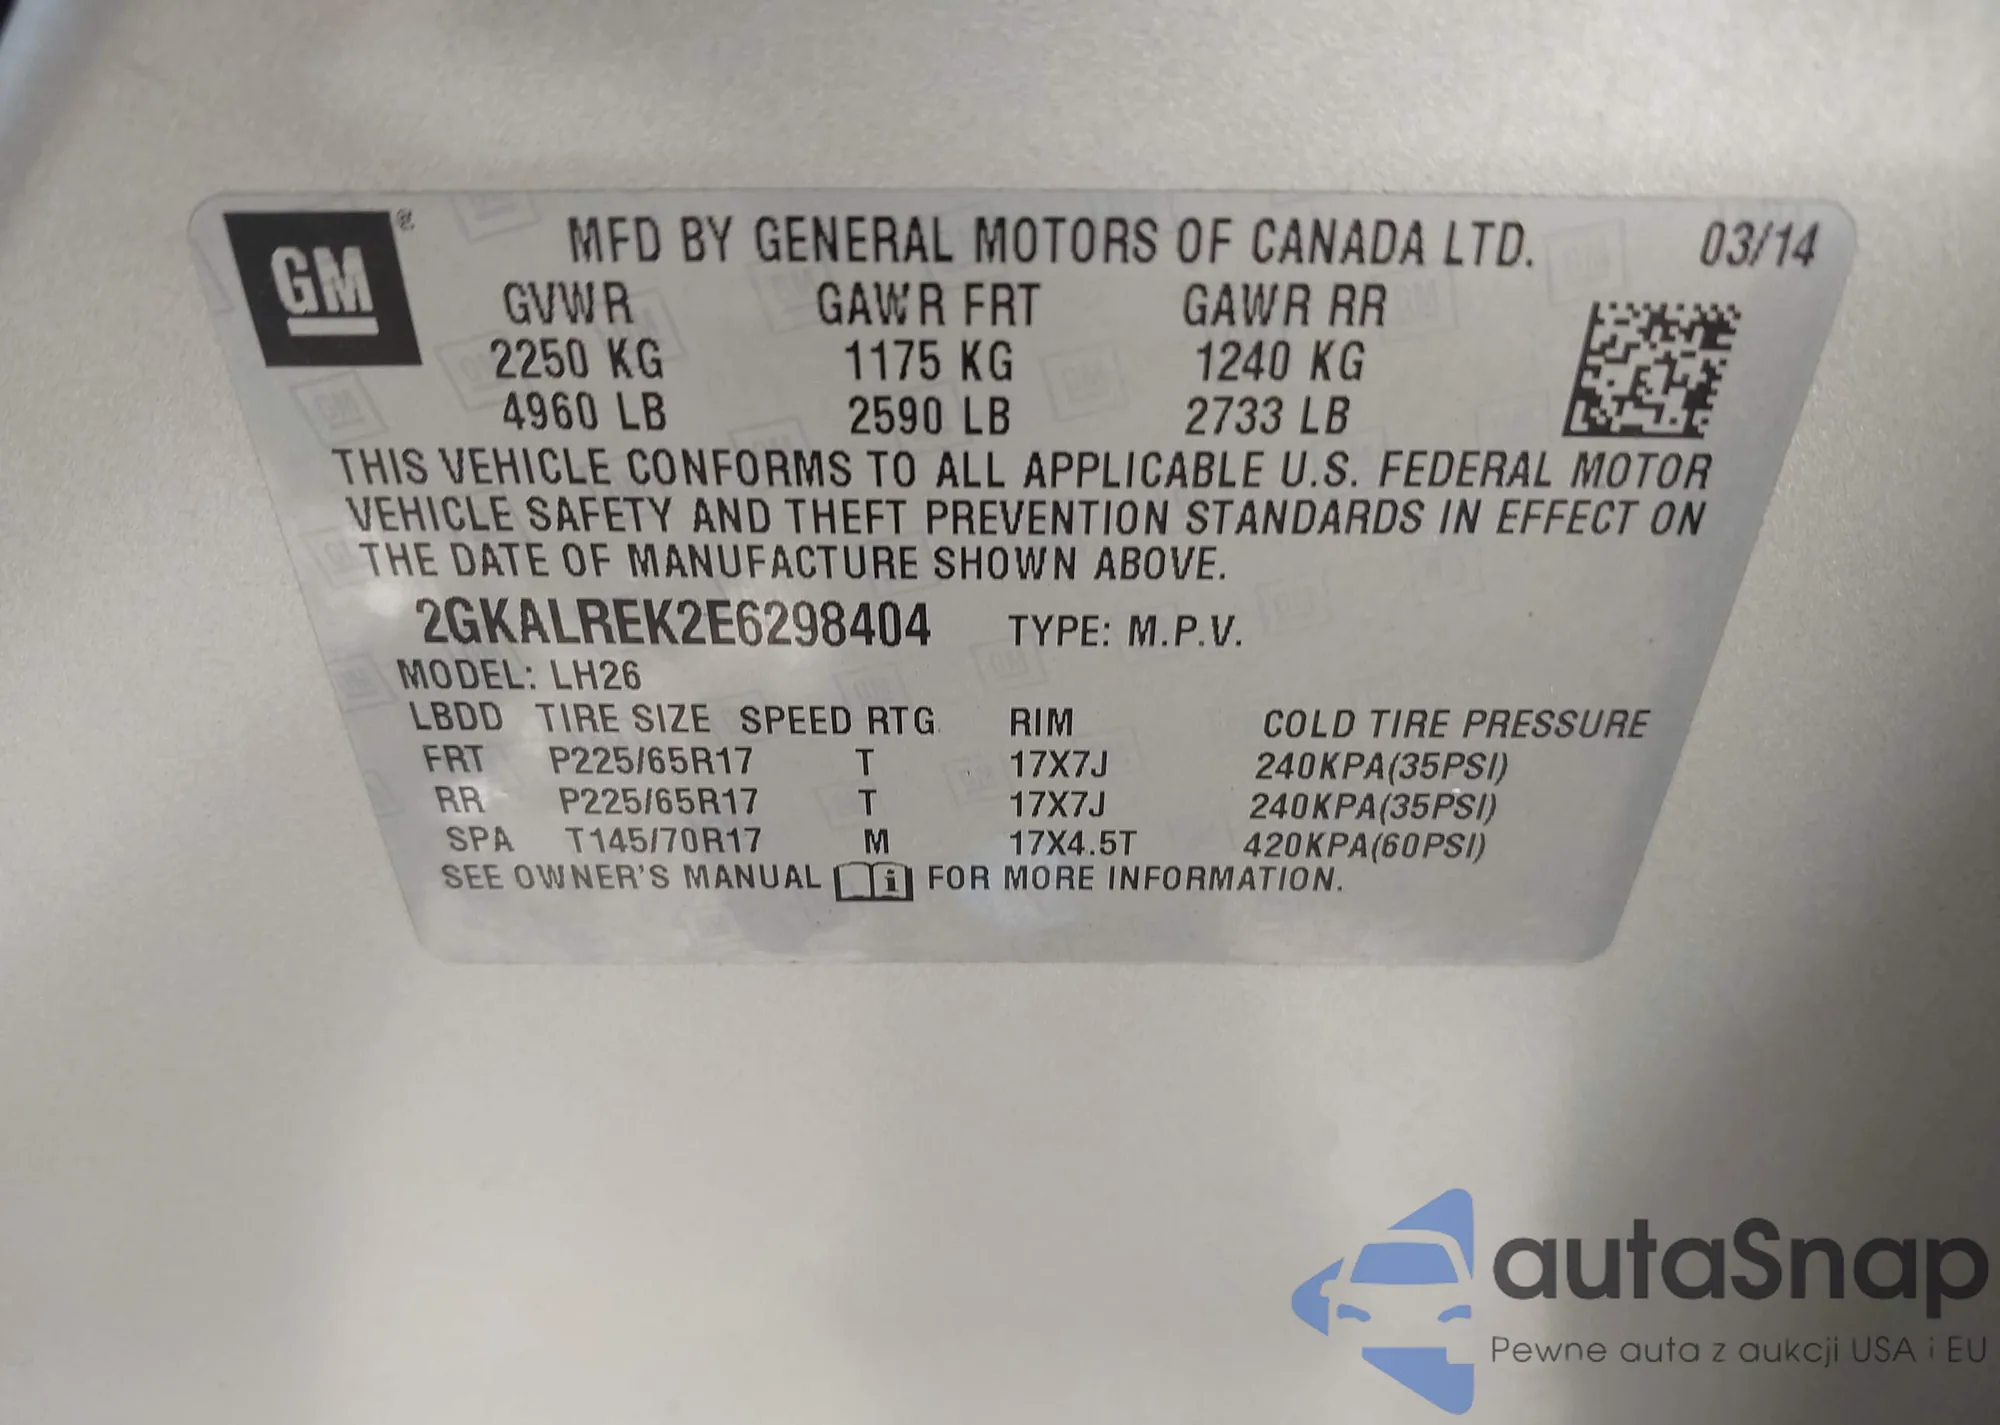 GM ®
MFD BY GENERAL MOTORS OF CANADA LTD. 03/14
GVWR GAWR FRT GAWR RR
2250 KG 1175 KG 1240 KG
4960 LB 2590 LB 2733 LB
THIS VEHICLE CONFORMS TO ALL APPLICABLE U.S. FEDERAL MOTOR
VEHICLE SAFETY AND THEFT PREVENTION STANDARDS IN EFFECT ON
THE DATE OF MANUFACTURE SHOWN ABOVE.
2GKALREK2E6298404 TYPE: M.P.V.
MODEL: LH26
LBDD TIRE SIZE SPEED RTG RIM COLD TIRE PRESSURE
FRT P225/65R17 T 17X7J 240KPA(35PSI)
RR P225/65R17 T 17X7J 240KPA(35PSI)
SPA T145/70R17 M 17X4.5T 420KPA(60PSI)
SEE OWNER'S MANUAL i FOR MORE INFORMATION.
autaSnap
Pewne auta z aukcji USA i EU